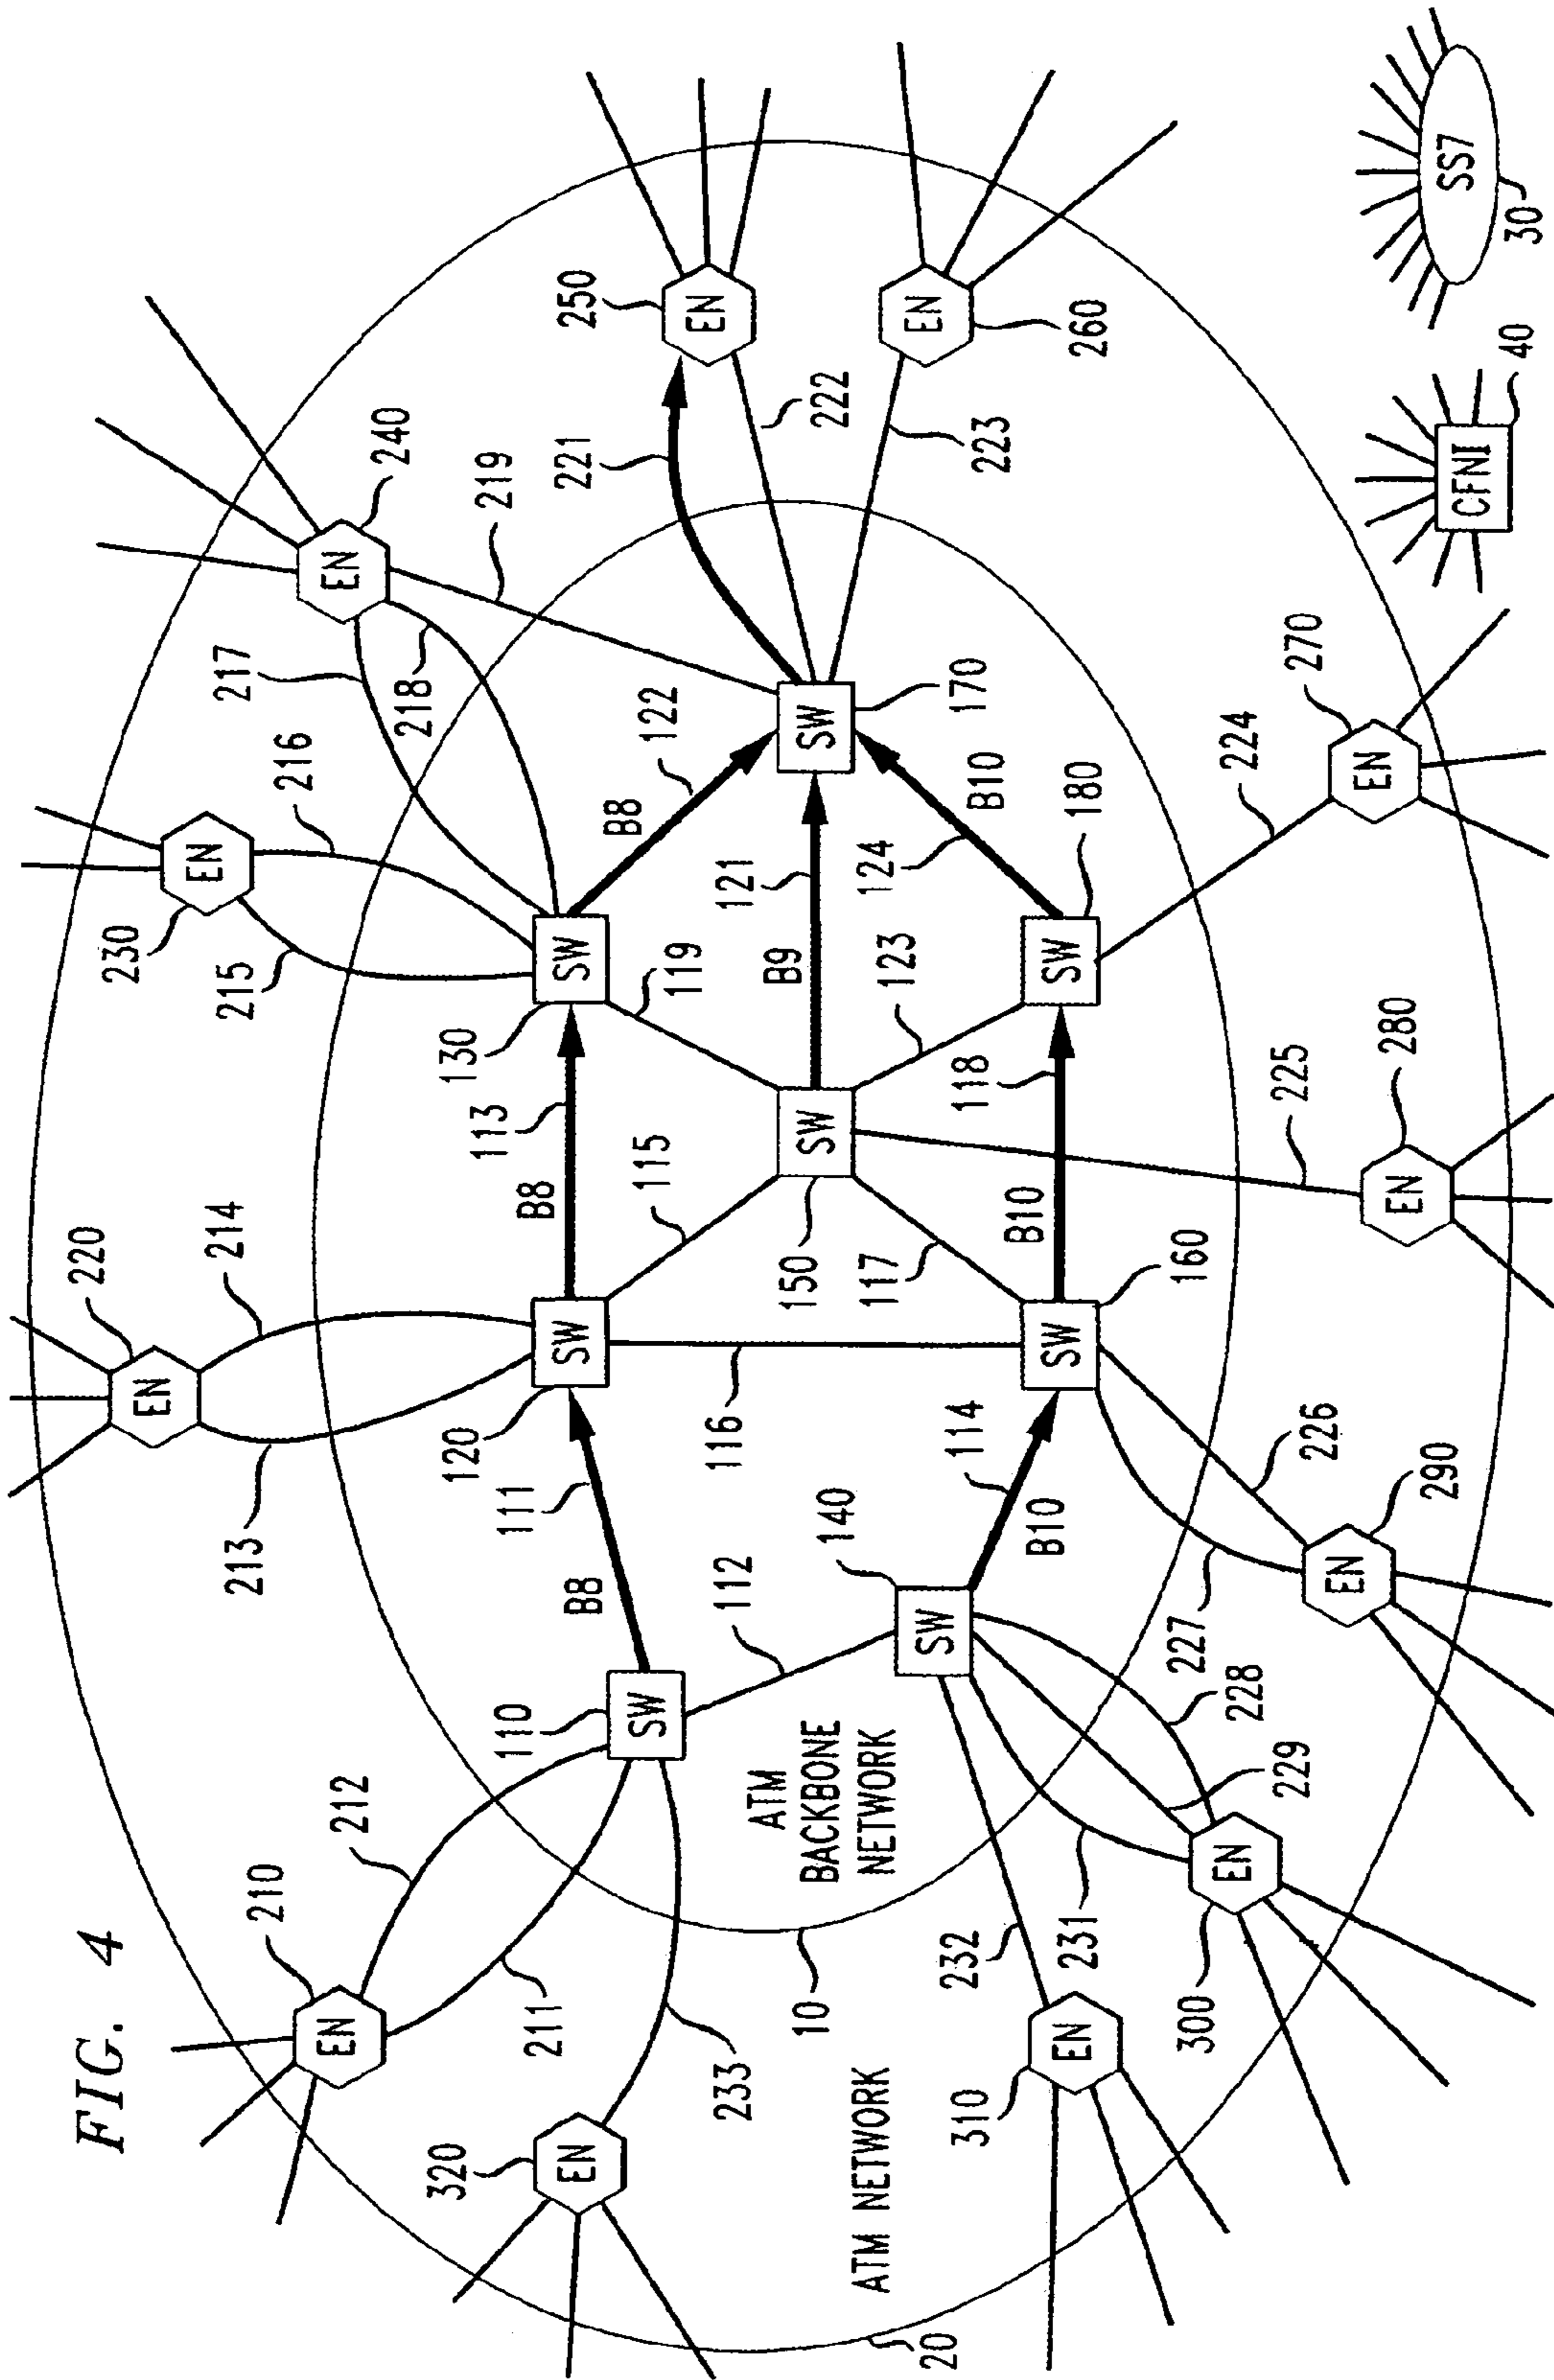 FIG. 4
220
230
240
250
260
270
280
290
300
310
320
210
EN
EN
EN
EN
EN
EN
EN
EN
EN
EN
EN
EN
211
212
213
214
215
216
217
218
219
221
222
223
224
225
226
227
228
229
231
232
233
110
120
130
140
150
160
170
180
SW
SW
SW
SW
SW
SW
SW
SW
111
112
113
114
115
116
117
118
119
121
122
123
124
B8
B8
B8
B9
B10
B10
B10
ATM
BACKBONE
NETWORK
10
ATM NETWORK
20
CFNI
40
SS7
30